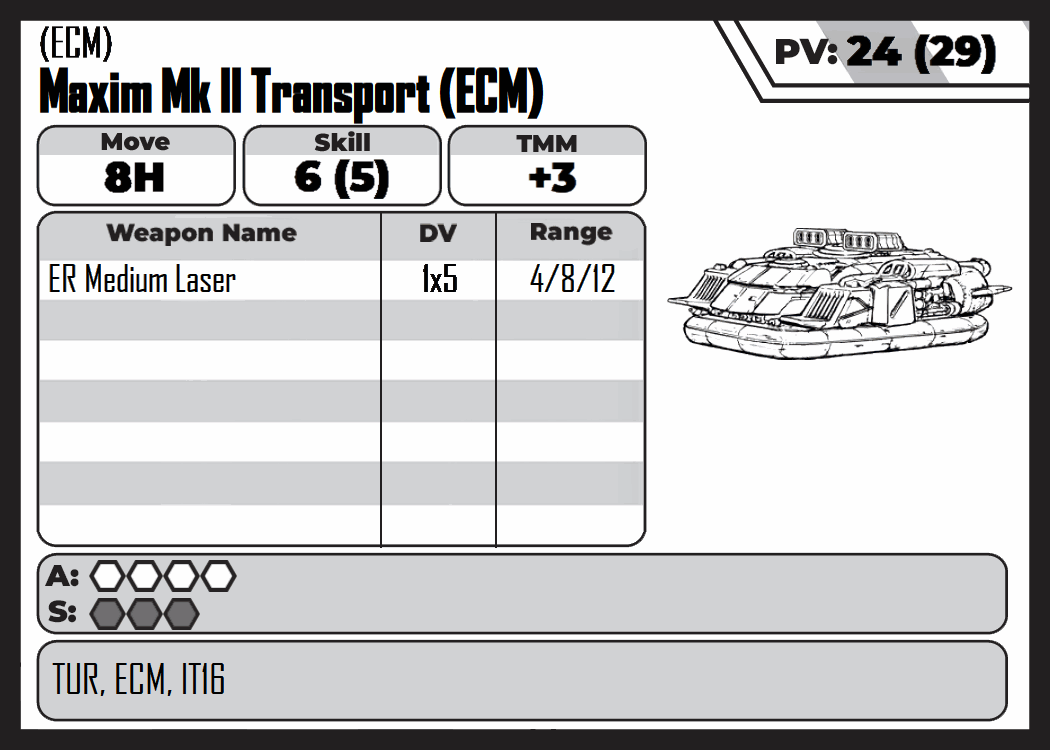 (ECM)
PV: 24 (29)
Maxim Mk II Transport (ECM)
Move Skill TMM
8H 6 (5) +3
Weapon Name DV Range
ER Medium Laser 1x5 4/8/12
A:
S:
TUR, ECM, IT16